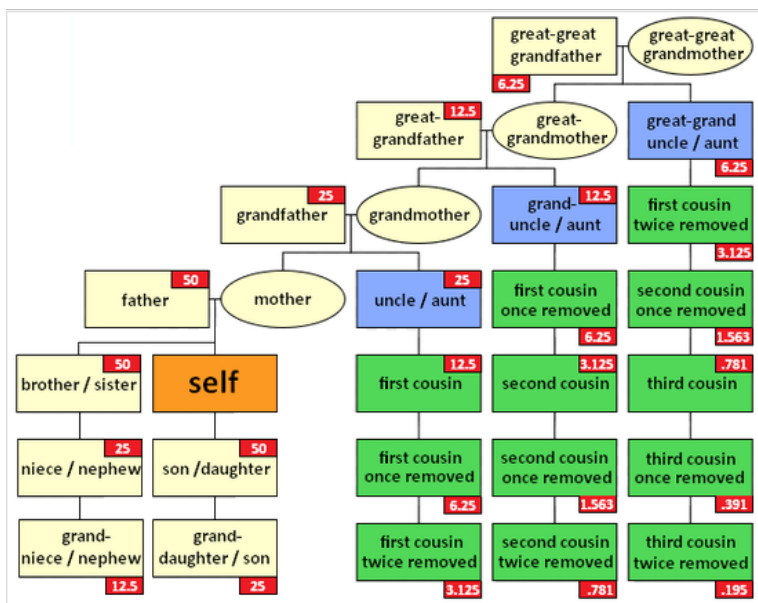 great-great
grandfather
6.25
great-great
grandmother
great-
grandfather
12.5
great-
grandmother
great-grand
uncle / aunt
6.25
grandfather
25
grandmother
grand-
uncle / aunt
12.5
first cousin
twice removed
3.125
father
50
mother
uncle / aunt
25
first cousin
once removed
6.25
second cousin
once removed
1.563
brother / sister
50
self
first cousin
12.5
second cousin
3.125
third cousin
.781
niece / nephew
25
son /daughter
50
first cousin
once removed
6.25
second cousin
once removed
1.563
third cousin
once removed
.391
grand-
niece / nephew
12.5
grand-
daughter / son
25
first cousin
twice removed
3.125
second cousin
twice removed
.781
third cousin
twice removed
.195